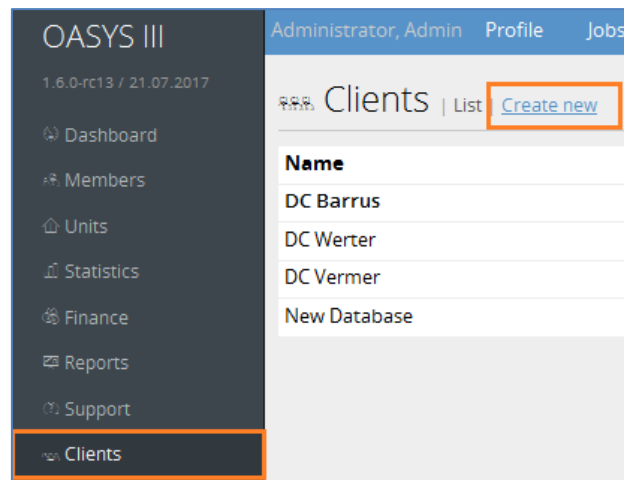 OASYS III
1.6.0-rc13 / 21.07.2017
Dashboard
Members
Units
Statistics
Finance
Reports
Support
Clients
Administrator, Admin Profile Jobs
Clients | List | Create new
Name
DC Barrus
DC Werter
DC Vermer
New Database